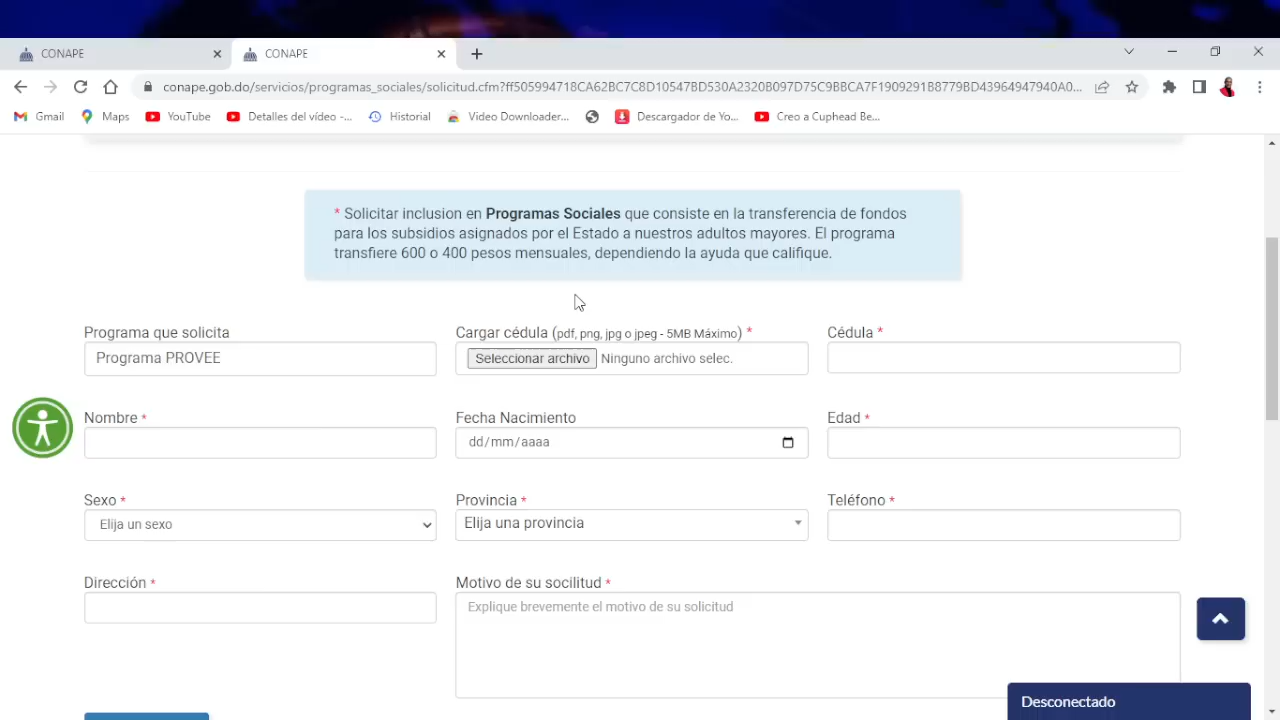 CONAPE
CONAPE
conape.gob.do/servicios/programas_sociales/solicitud.cfm?ff505994718CA62BC7C8D10547BD530A2320B097D75C9BBCA7F1909291B8779BD43964947940A0...
Gmail
Maps
YouTube
Detalles del vídeo -...
Historial
Video Downloader...
Descargador de Yo...
Creo a Cuphead Be...
* Solicitar inclusion en Programas Sociales que consiste en la transferencia de fondos
para los subsidios asignados por el Estado a nuestros adultos mayores. El programa
transfiere 600 o 400 pesos mensuales, dependiendo la ayuda que califique.
Programa que solicita
Cargar cédula (pdf, png, jpg o jpeg - 5MB Máximo) *
Cédula *
Programa PROVEE
Seleccionar archivo Ninguno archivo selec.
Nombre *
Fecha Nacimiento
Edad *
dd/mm/aaaa
Sexo *
Provincia *
Teléfono *
Elija un sexo
Elija una provincia
Dirección *
Motivo de su socilitud *
Explique brevemente el motivo de su solicitud
Desconectado